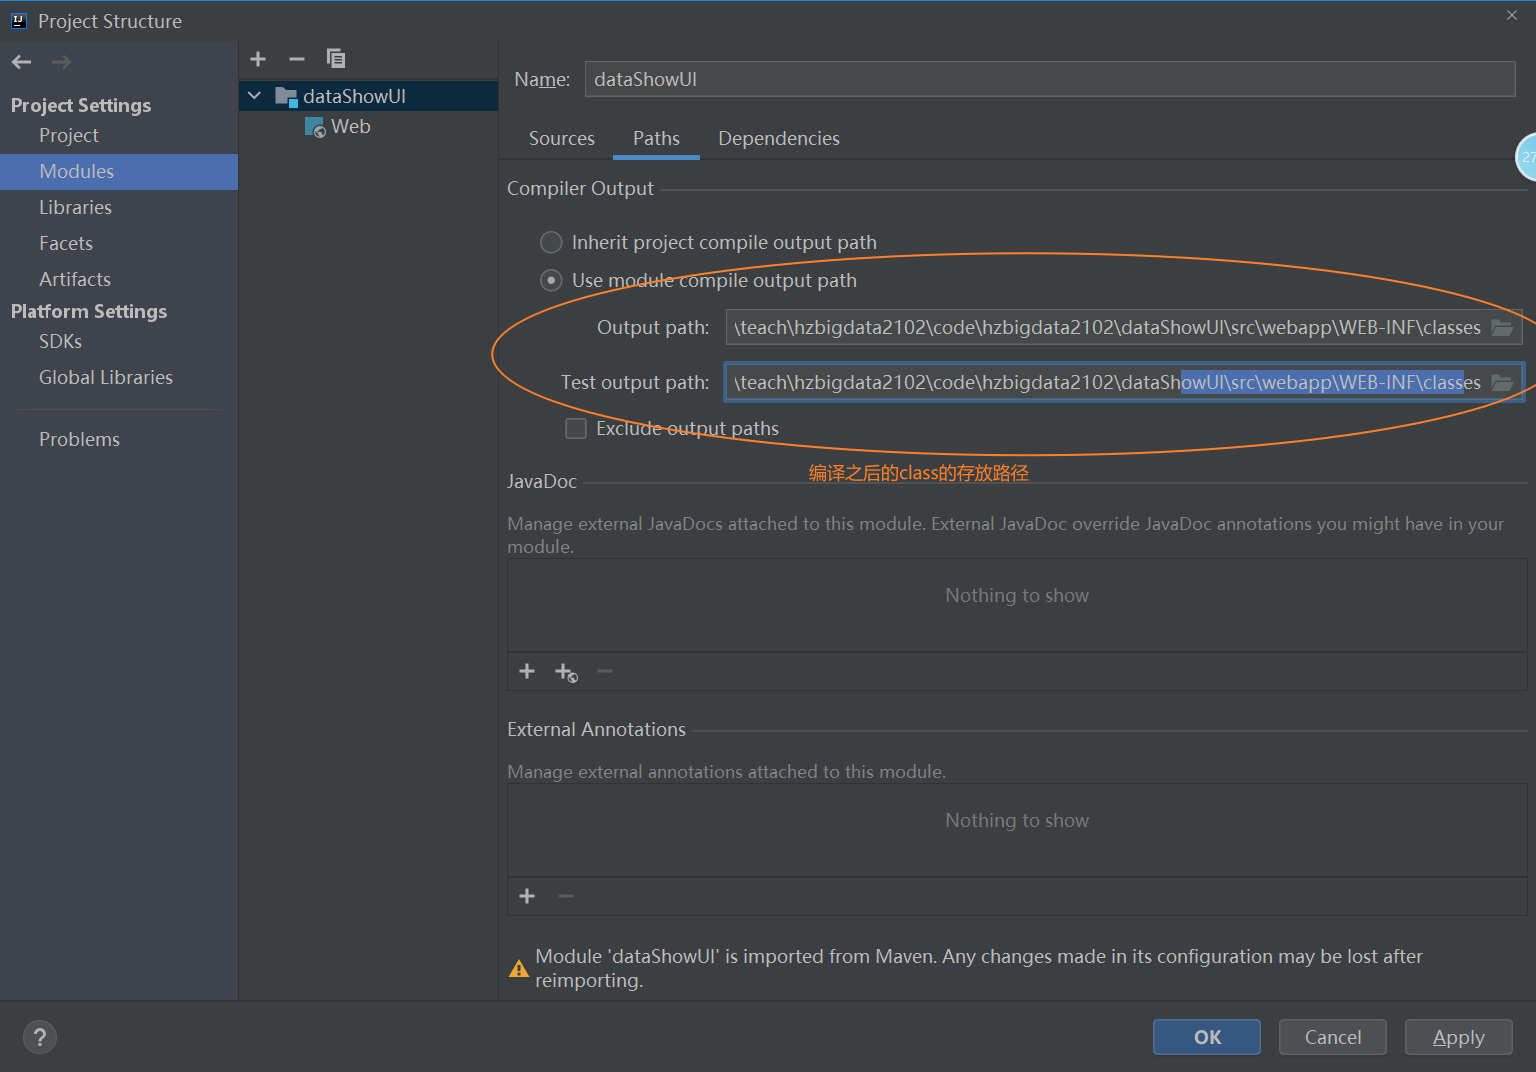 Project Structure
Project Settings
Project
Modules
Libraries
Facets
Artifacts
Platform Settings
SDKs
Global Libraries
Problems
dataShowUI
Web
Name: dataShowUI
Sources Paths Dependencies
Compiler Output
Inherit project compile output path
Use module compile output path
Output path: \teach\hzbigdata2102\code\hzbigdata2102\dataShowUI\src\webapp\WEB-INF\classes
Test output path: \teach\hzbigdata2102\code\hzbigdata2102\dataShowUI\src\webapp\WEB-INF\classes
Exclude output paths
编译之后的class的存放路径
JavaDoc
Manage external JavaDocs attached to this module. External JavaDoc override JavaDoc annotations you might have in your
module.
Nothing to show
External Annotations
Manage external annotations attached to this module.
Nothing to show
Module 'dataShowUI' is imported from Maven. Any changes made in its configuration may be lost after
reimporting.
?
OK Cancel Apply
27